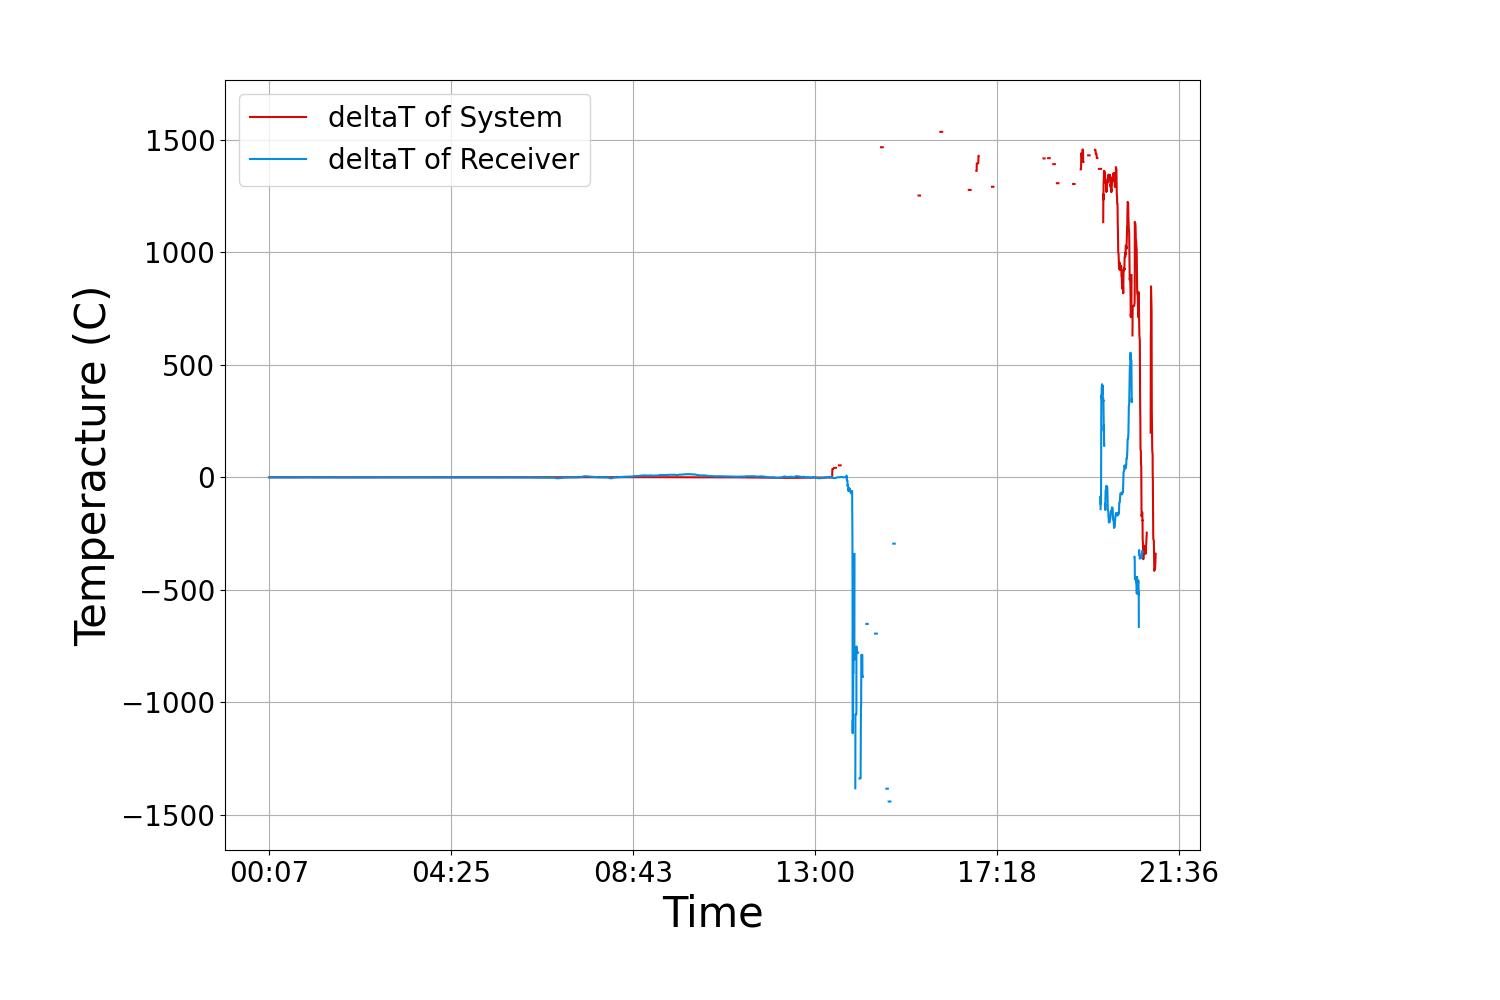 deltaT of System
deltaT of Receiver
1500
1000
500
0
−500
−1000
−1500
Temperacture (C)
00:07 04:25 08:43 13:00 17:18 21:36
Time